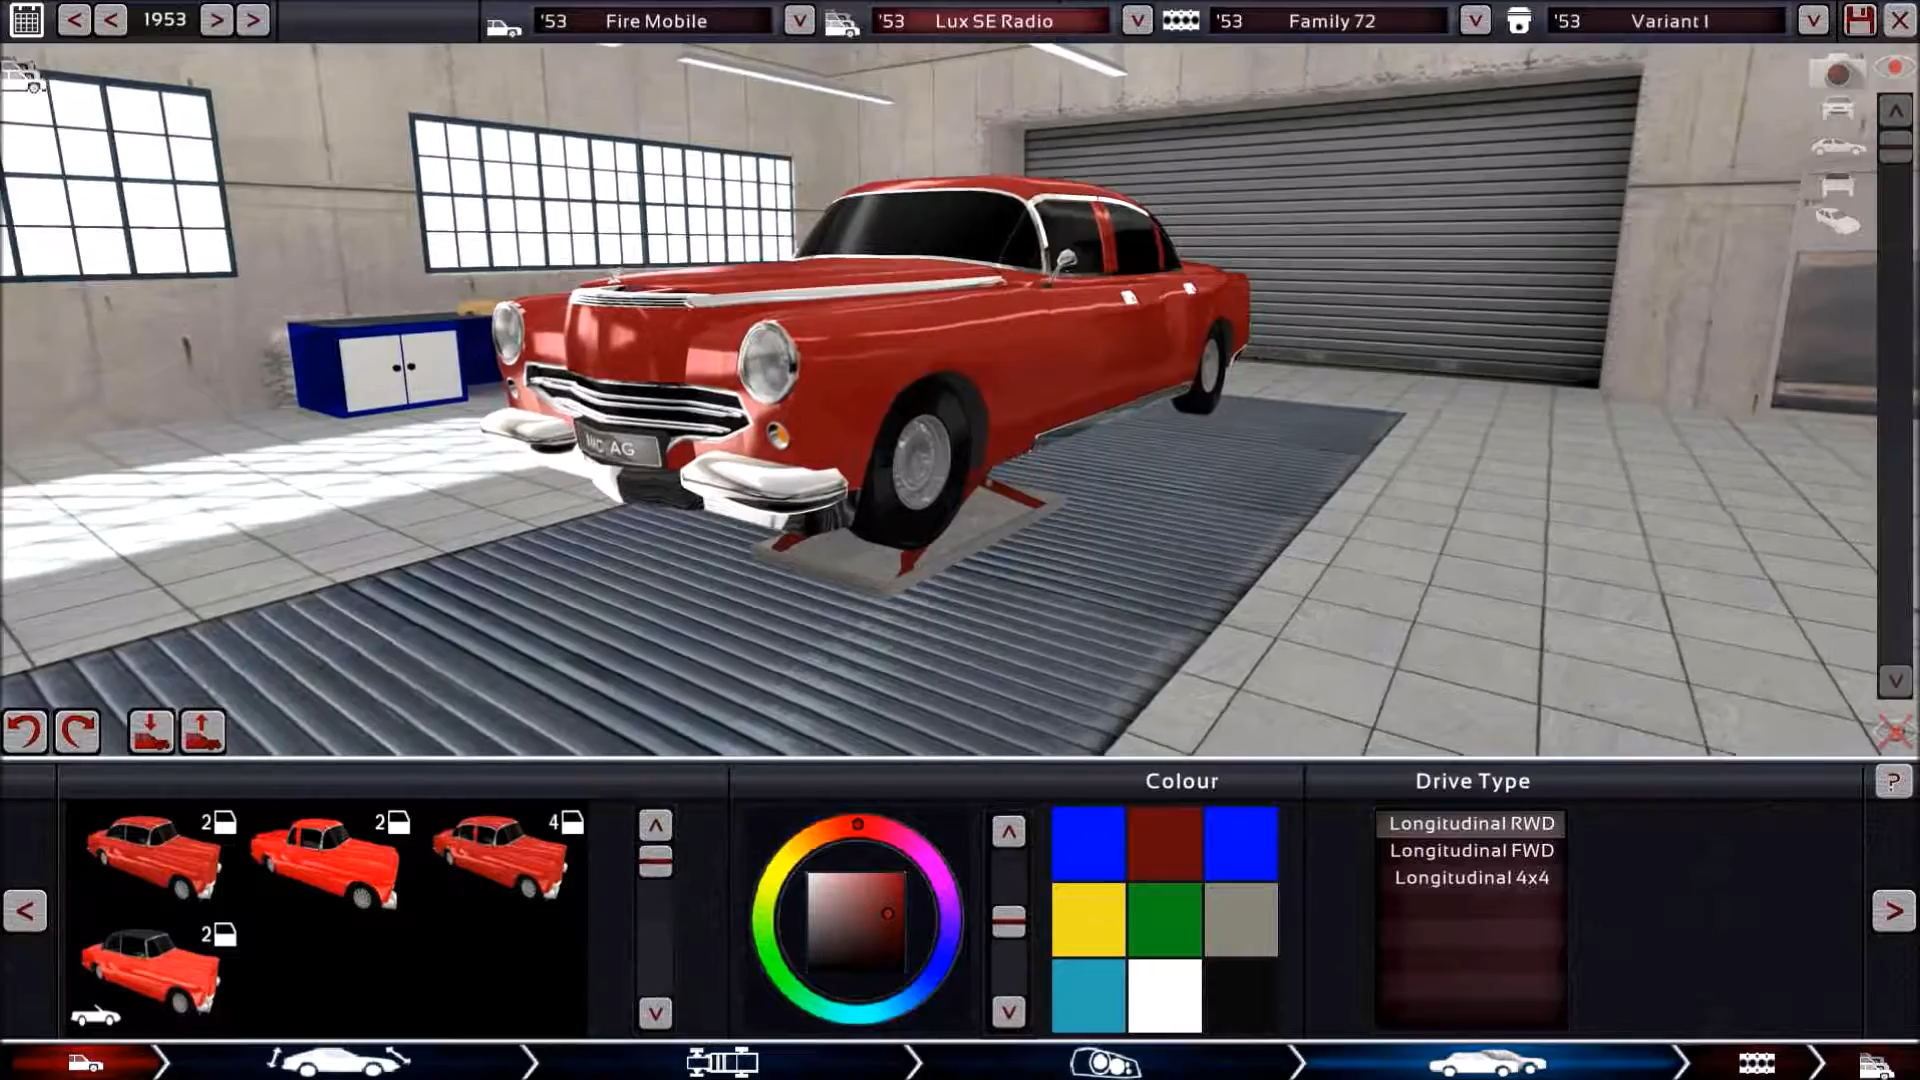 1953
'53 Fire Mobile
'53 Lux SE Radio
'53 Family 72
'53 Variant I
AG
Colour
Drive Type
?
2
2
4
2
Longitudinal RWD
Longitudinal FWD
Longitudinal 4x4